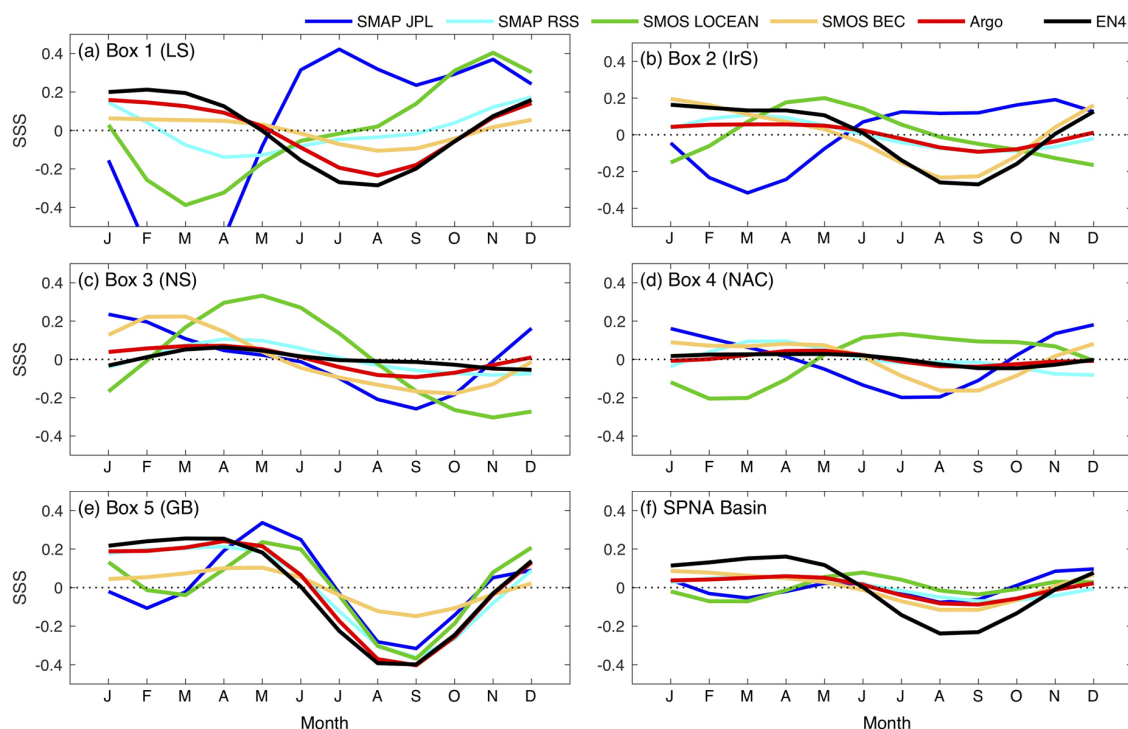 SMAP JPL SMAP RSS SMOS LOCEAN SMOS BEC Argo EN4
(a) Box 1 (LS)
0.4
0.2
0
-0.2
-0.4
SSS
J F M A M J J A S O N D
(b) Box 2 (IrS)
0.4
0.2
0
-0.2
-0.4
J F M A M J J A S O N D
(c) Box 3 (NS)
0.4
0.2
0
-0.2
-0.4
SSS
J F M A M J J A S O N D
(d) Box 4 (NAC)
0.4
0.2
0
-0.2
-0.4
J F M A M J J A S O N D
(e) Box 5 (GB)
0.4
0.2
0
-0.2
-0.4
SSS
J F M A M J J A S O N D
Month
(f) SPNA Basin
0.4
0.2
0
-0.2
-0.4
J F M A M J J A S O N D
Month